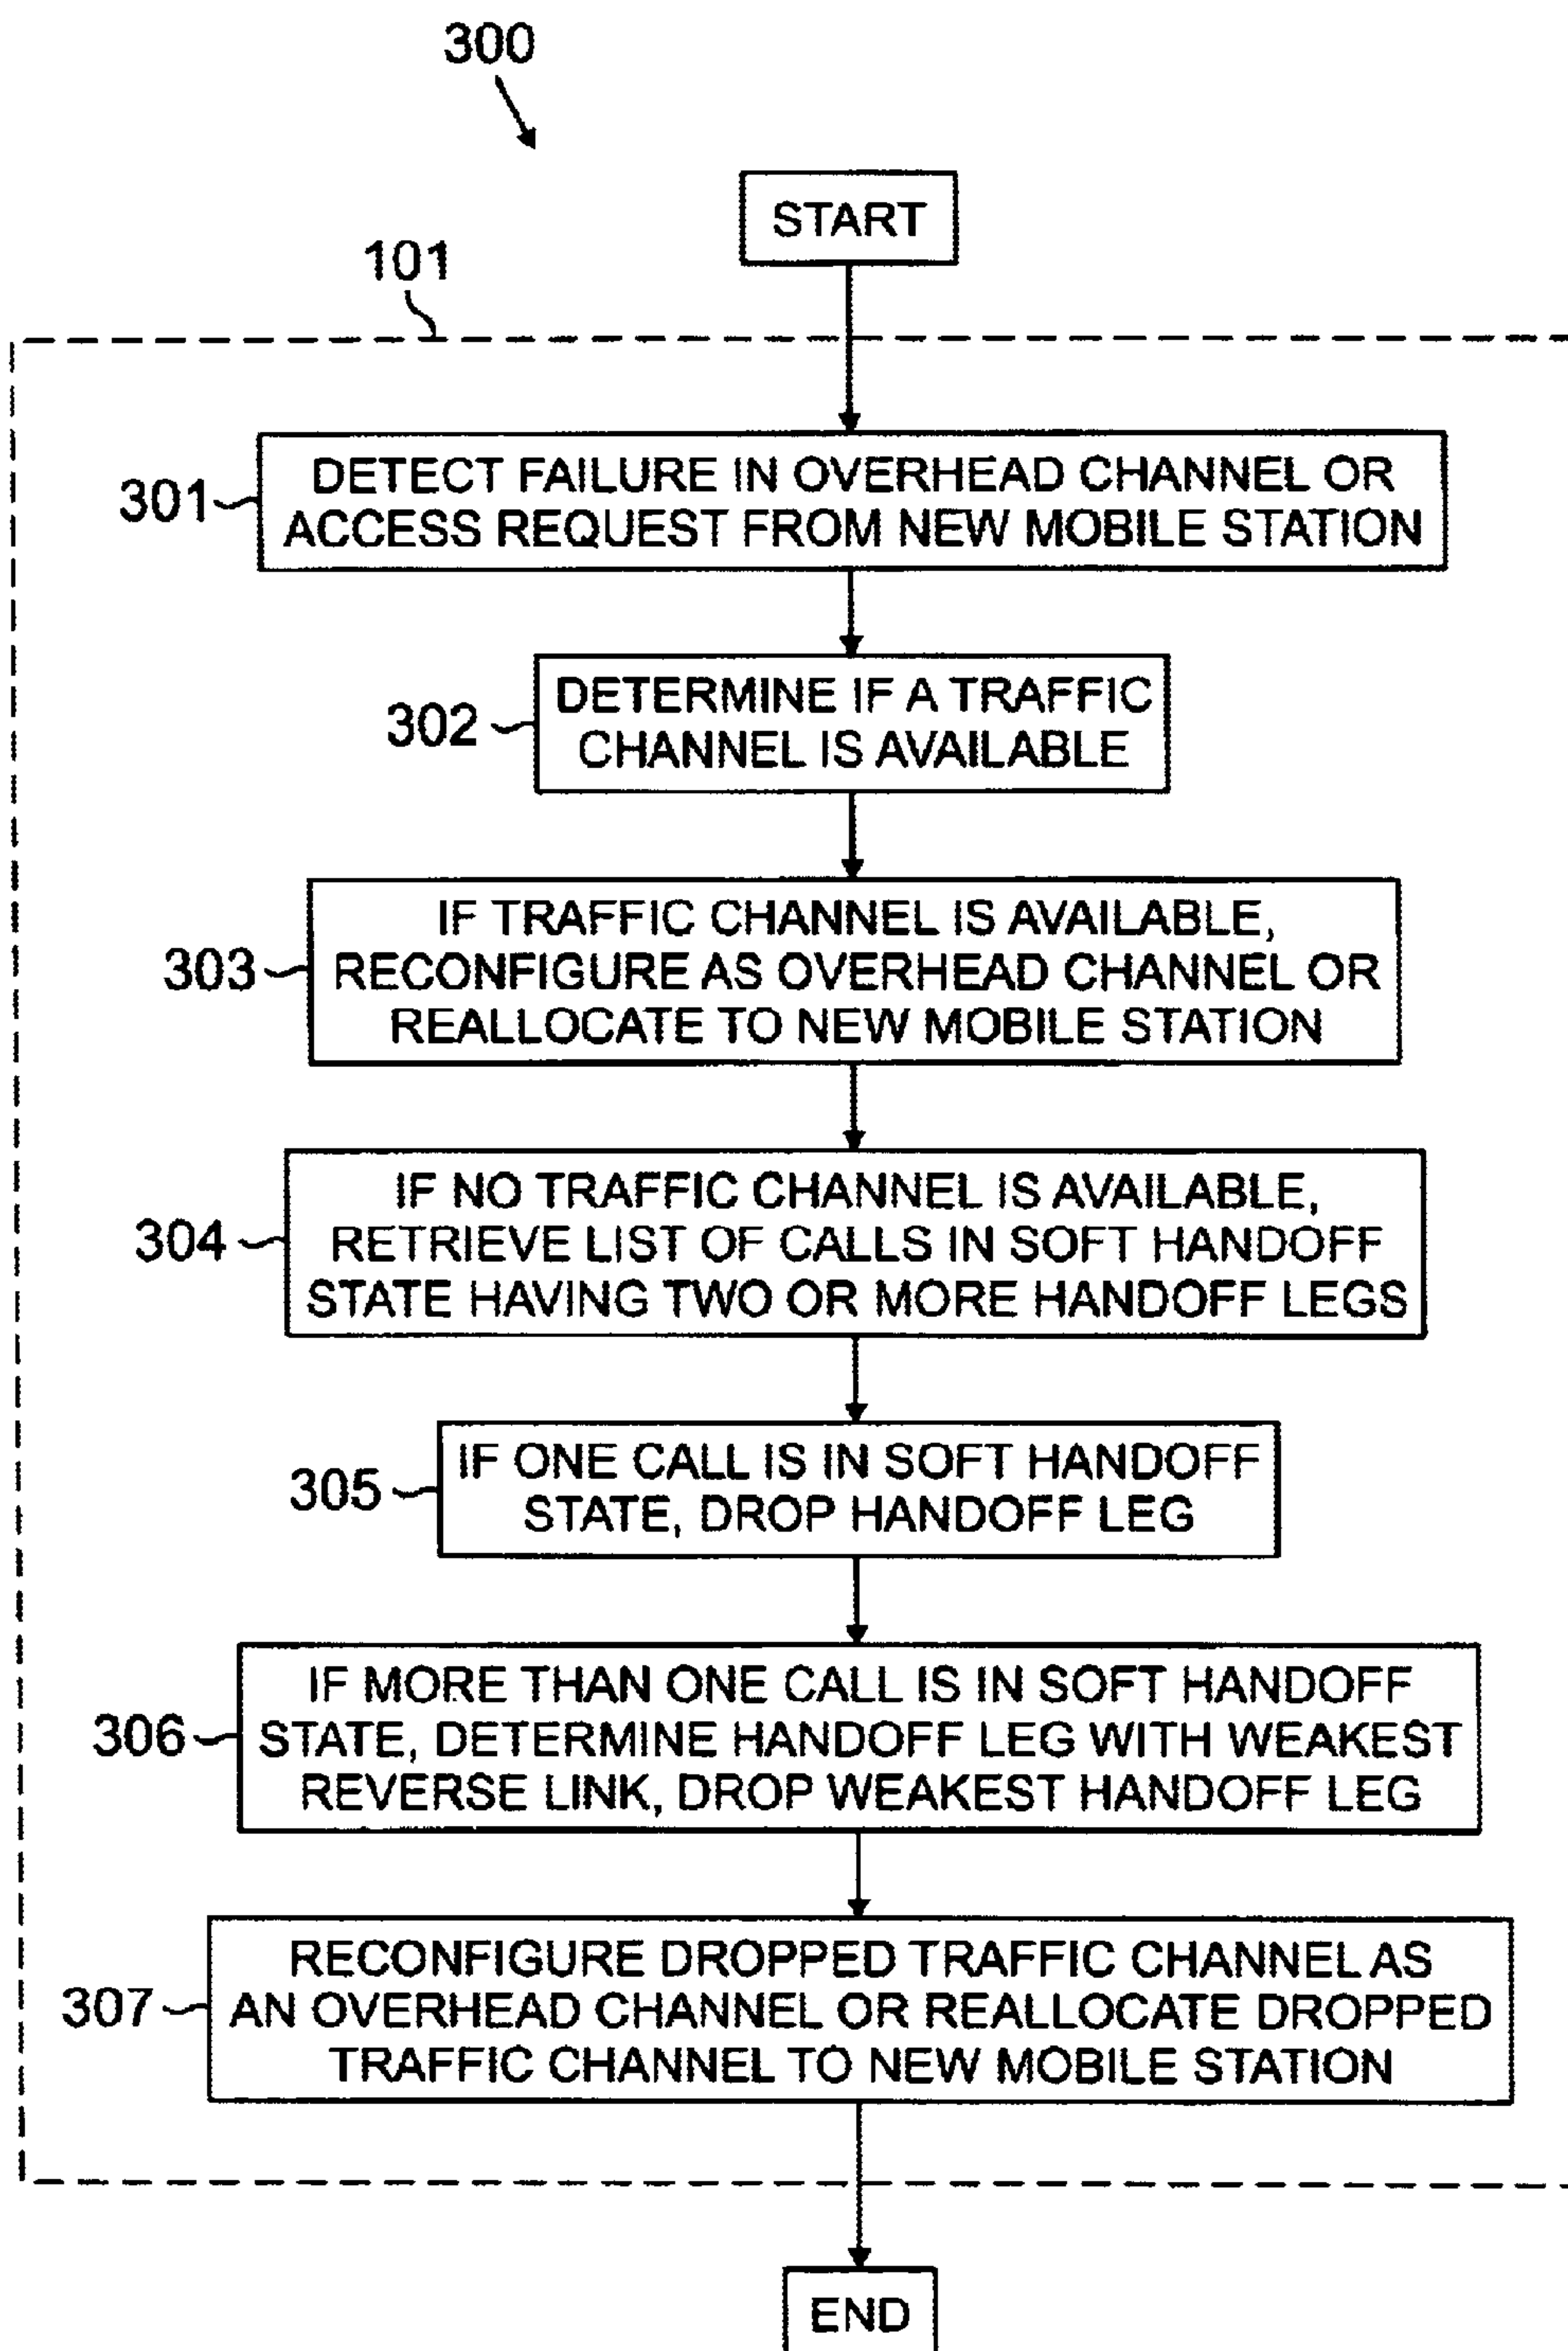 300
START
101
301
DETECT FAILURE IN OVERHEAD CHANNEL OR
ACCESS REQUEST FROM NEW MOBILE STATION
302
DETERMINE IF A TRAFFIC
CHANNEL IS AVAILABLE
303
IF TRAFFIC CHANNEL IS AVAILABLE,
RECONFIGURE AS OVERHEAD CHANNEL OR
REALLOCATE TO NEW MOBILE STATION
304
IF NO TRAFFIC CHANNEL IS AVAILABLE,
RETRIEVE LIST OF CALLS IN SOFT HANDOFF
STATE HAVING TWO OR MORE HANDOFF LEGS
305
IF ONE CALL IS IN SOFT HANDOFF
STATE, DROP HANDOFF LEG
306
IF MORE THAN ONE CALL IS IN SOFT HANDOFF
STATE, DETERMINE HANDOFF LEG WITH WEAKEST
REVERSE LINK, DROP WEAKEST HANDOFF LEG
307
RECONFIGURE DROPPED TRAFFIC CHANNEL AS
AN OVERHEAD CHANNEL OR REALLOCATE DROPPED
TRAFFIC CHANNEL TO NEW MOBILE STATION
END